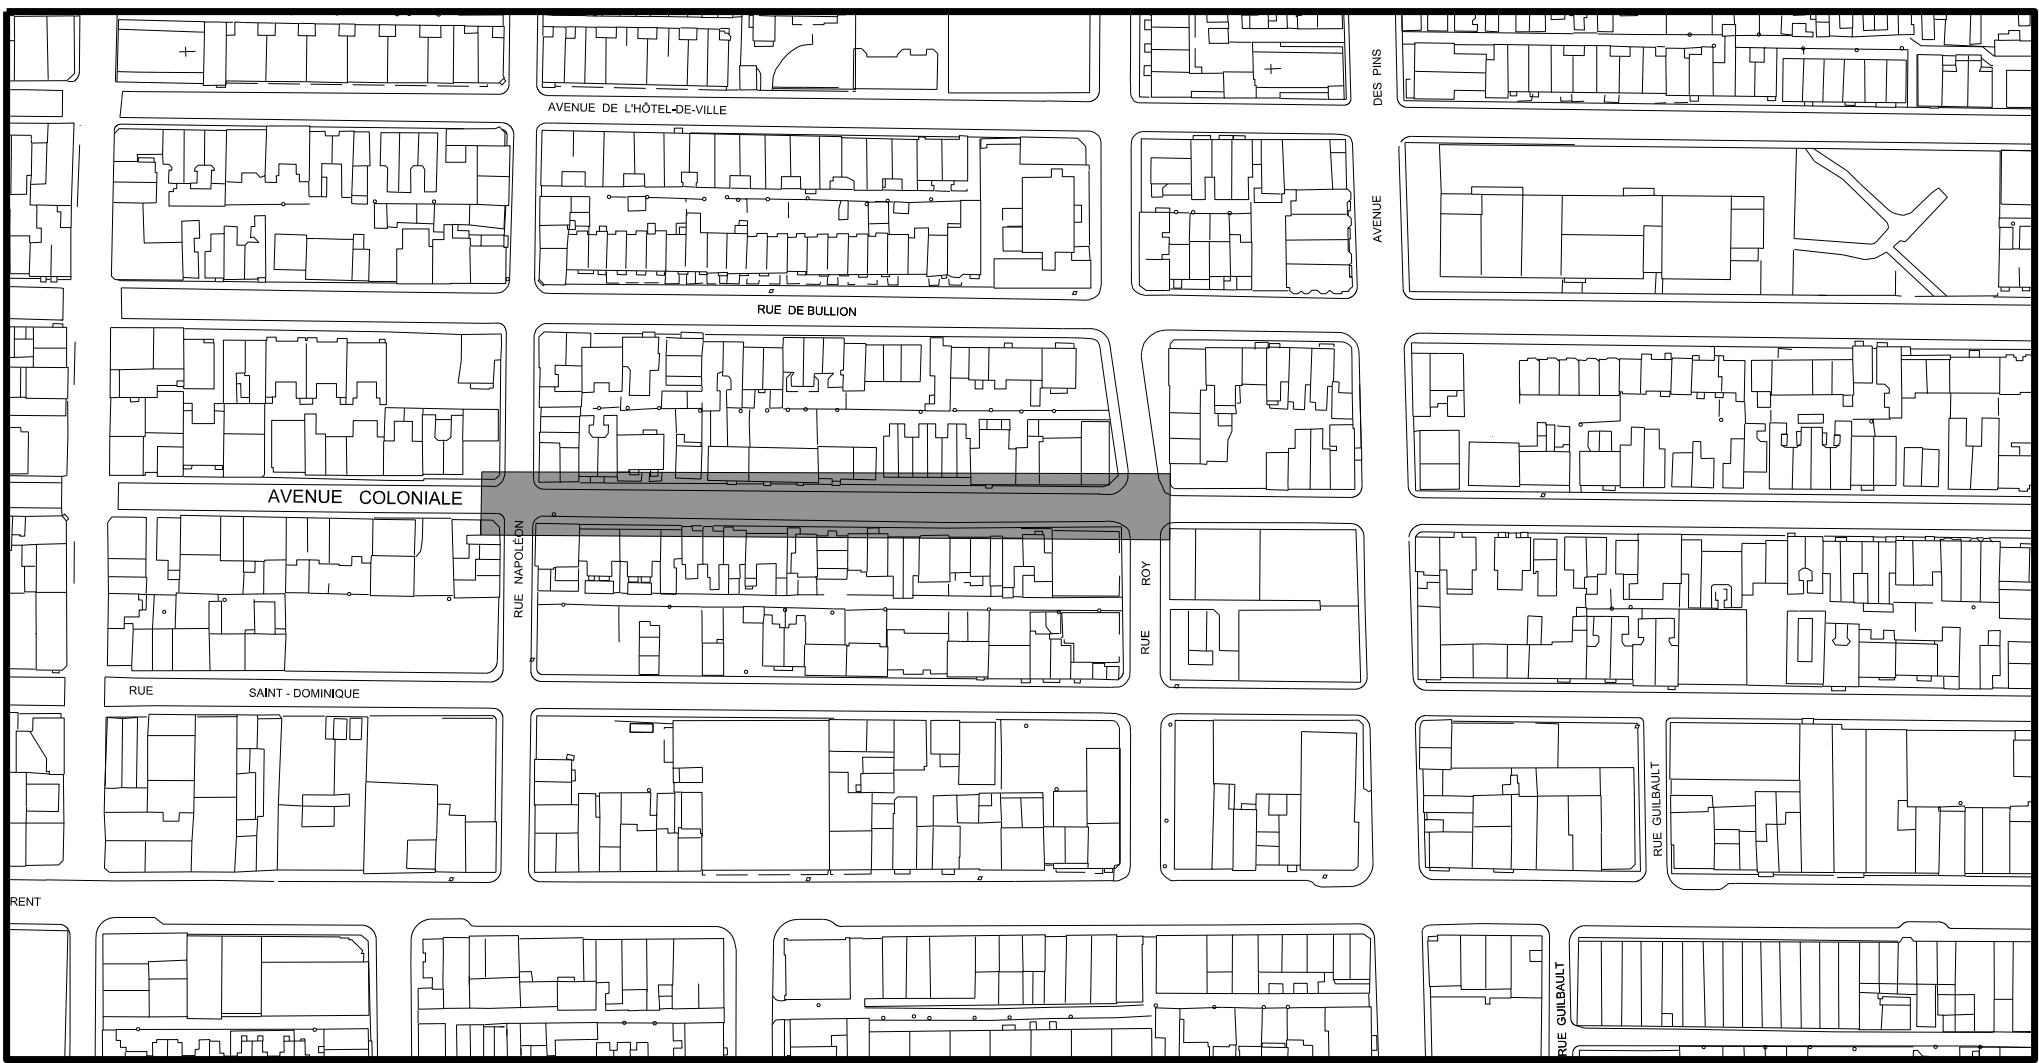 AVENUE DE L'HÔTEL-DE-VILLE
DES PINS
AVENUE
RUE DE BULLION
AVENUE COLONIALE
RUE NAPOLÉON
ROY
RUE
RUE SAINT - DOMINIQUE
RUE GUILBAULT
RENT
RUE GUILBAULT